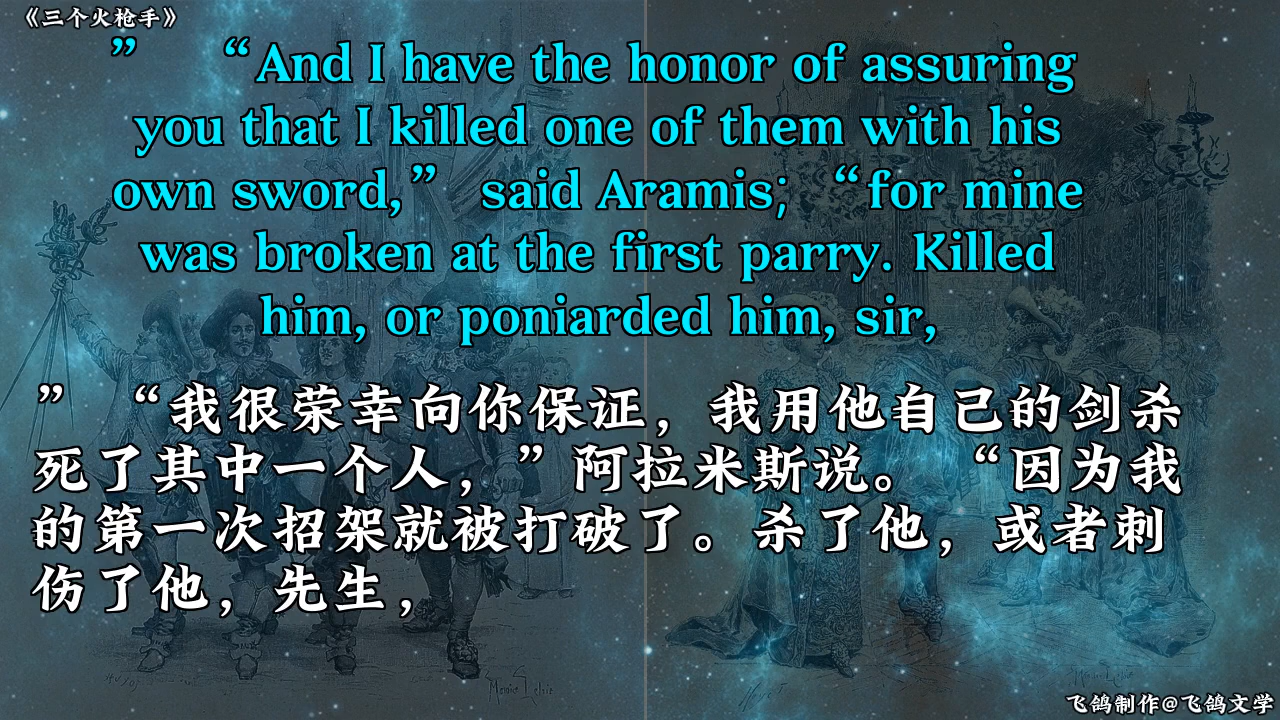 《三个火枪手》
” “And I have the honor of assuring
you that I killed one of them with his
own sword,” said Aramis; “for mine
was broken at the first parry. Killed
him, or poniarded him, sir,
” “我很荣幸向你保证，我用他自己的剑杀
死了其中一个人，”阿拉米斯说。 “因为我
的第一次招架就被打破了。杀了他，或者刺
伤了他，先生，
飞鸽制作@飞鸽文学